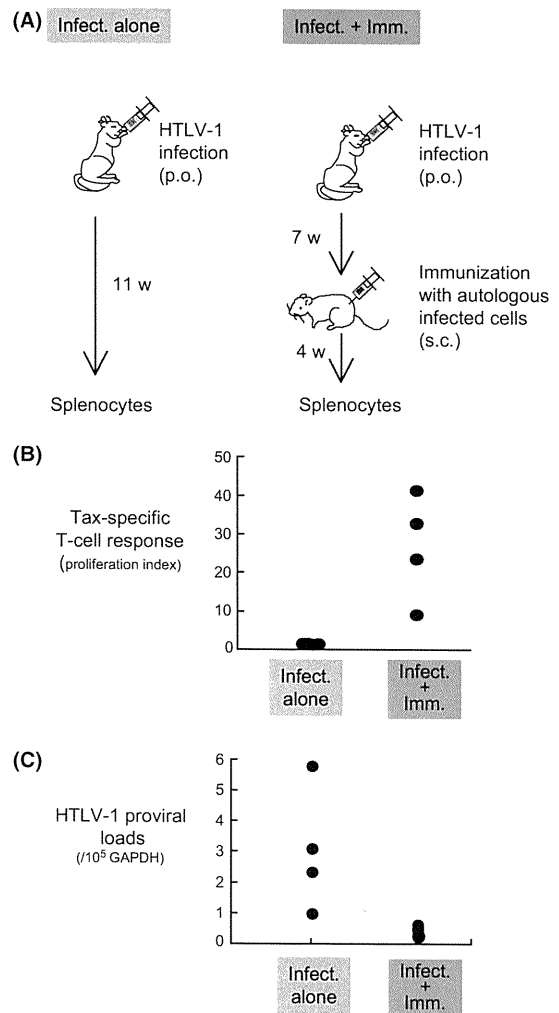 (A)
Infect. alone
Infect. + Imm.
HTLV-1
infection
(p.o.)
HTLV-1
infection
(p.o.)
11 w
7 w
Immunization
with autologous
infected cells
(s.c.)
4 w
Splenocytes
Splenocytes
(B)
Tax-specific
T-cell response
(proliferation index)
50
40
30
20
10
0
Infect.
alone
Infect.
+
Imm.
(C)
HTLV-1 proviral
loads
(/10⁵ GAPDH)
6
5
4
3
2
1
0
Infect.
alone
Infect.
+
Imm.